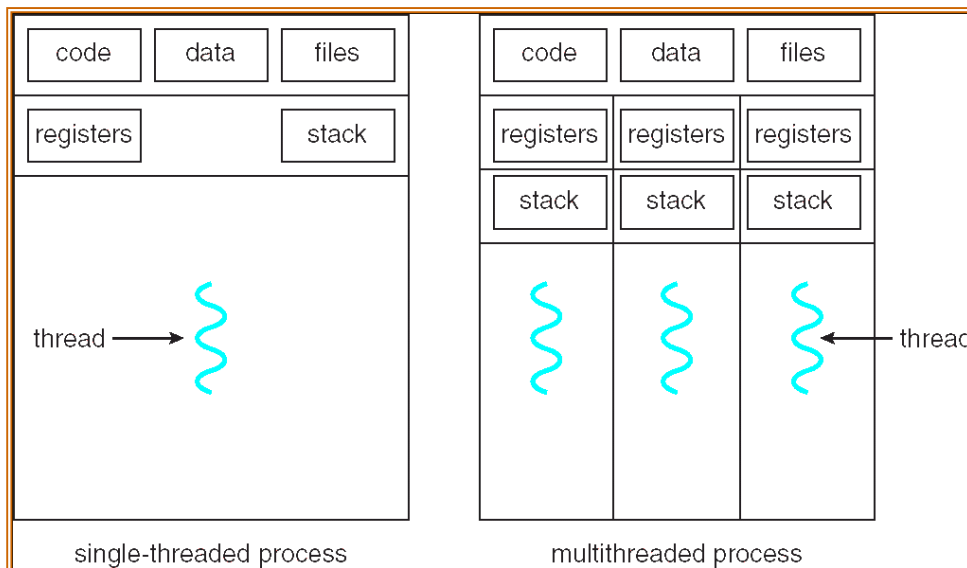 code data files
registers stack
thread
single-threaded process
code data files
registers registers registers
stack stack stack
thread
multithreaded process